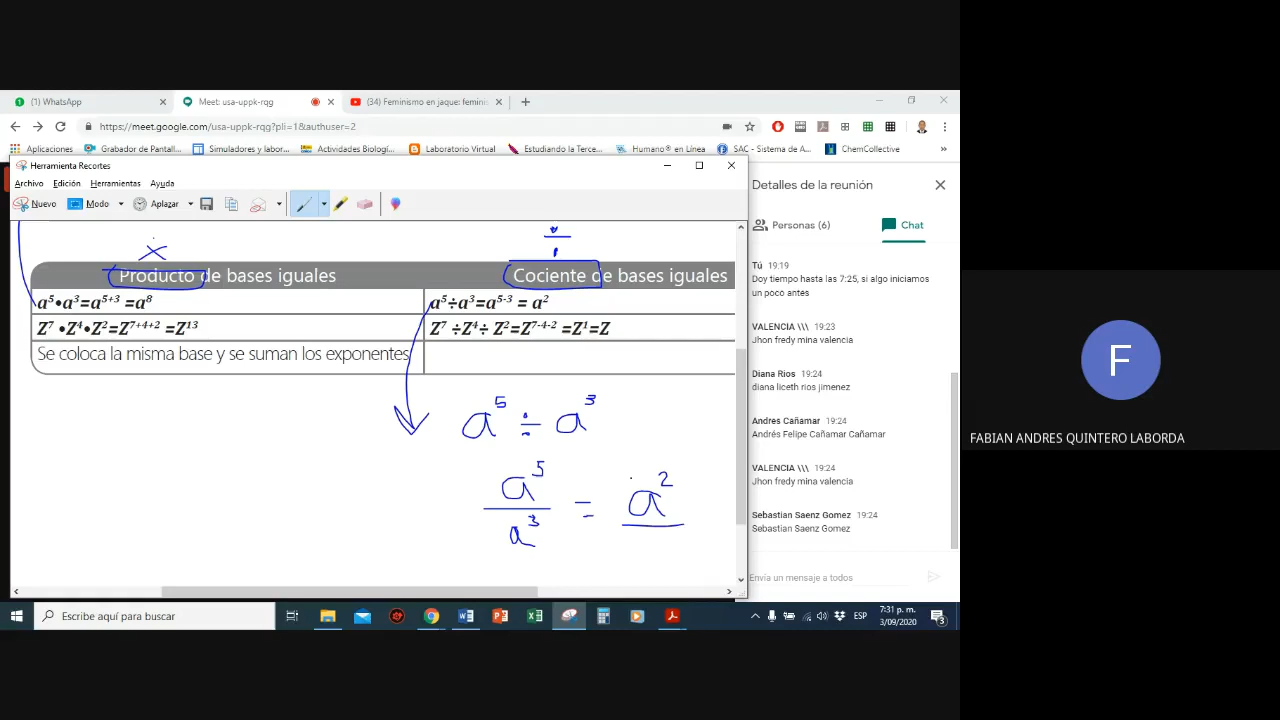 (1) WhatsApp
Meet: usa-uppk-rqg
(34) Feminismo en jaque: femini
https://meet.google.com/usa-uppk-rqg?pli=1&authuser=2
Aplicaciones Grabador de Pantall... Simuladores y labor... Actividades Biológi... Laboratorio Virtual Estudiando la Terce... Humano® en Línea SAC - Sistema de A... ChemCollective »
Herramienta Recortes
Archivo Edición Herramientas Ayuda
Nuevo Modo Aplazar
x ÷
Producto de bases iguales Cociente de bases iguales
a⁵•a³=a⁵⁺³ =a⁸ a⁵÷a³=a⁵⁻³ = a²
Z⁷ •Z⁴•Z²=Z⁷⁺⁴⁺² =Z¹³ Z⁷ ÷Z⁴÷ Z²=Z⁷⁻⁴⁻² =Z¹=Z
Se coloca la misma base y se suman los exponentes
a⁵ ÷ a³
a⁵
= a²
a³
Detalles de la reunión
Personas (6) Chat
Tú 19:19
Doy tiempo hasta las 7:25, si algo iniciamos
un poco antés
VALENCIA \\\ 19:23
Jhon fredy mina valencia
Diana Rios 19:24
diana liceth rios jimenez
Andres Cañamar 19:24
Andrés Felipe Cañamar Cañamar
VALENCIA \\\ 19:24
Jhon fredy mina valencia
Sebastian Saenz Gomez 19:24
Sebastian Saenz Gomez
Envía un mensaje a todos
F
FABIAN ANDRES QUINTERO LABORDA
Escribe aquí para buscar
ESP
7:31 p. m.
3/09/2020
3